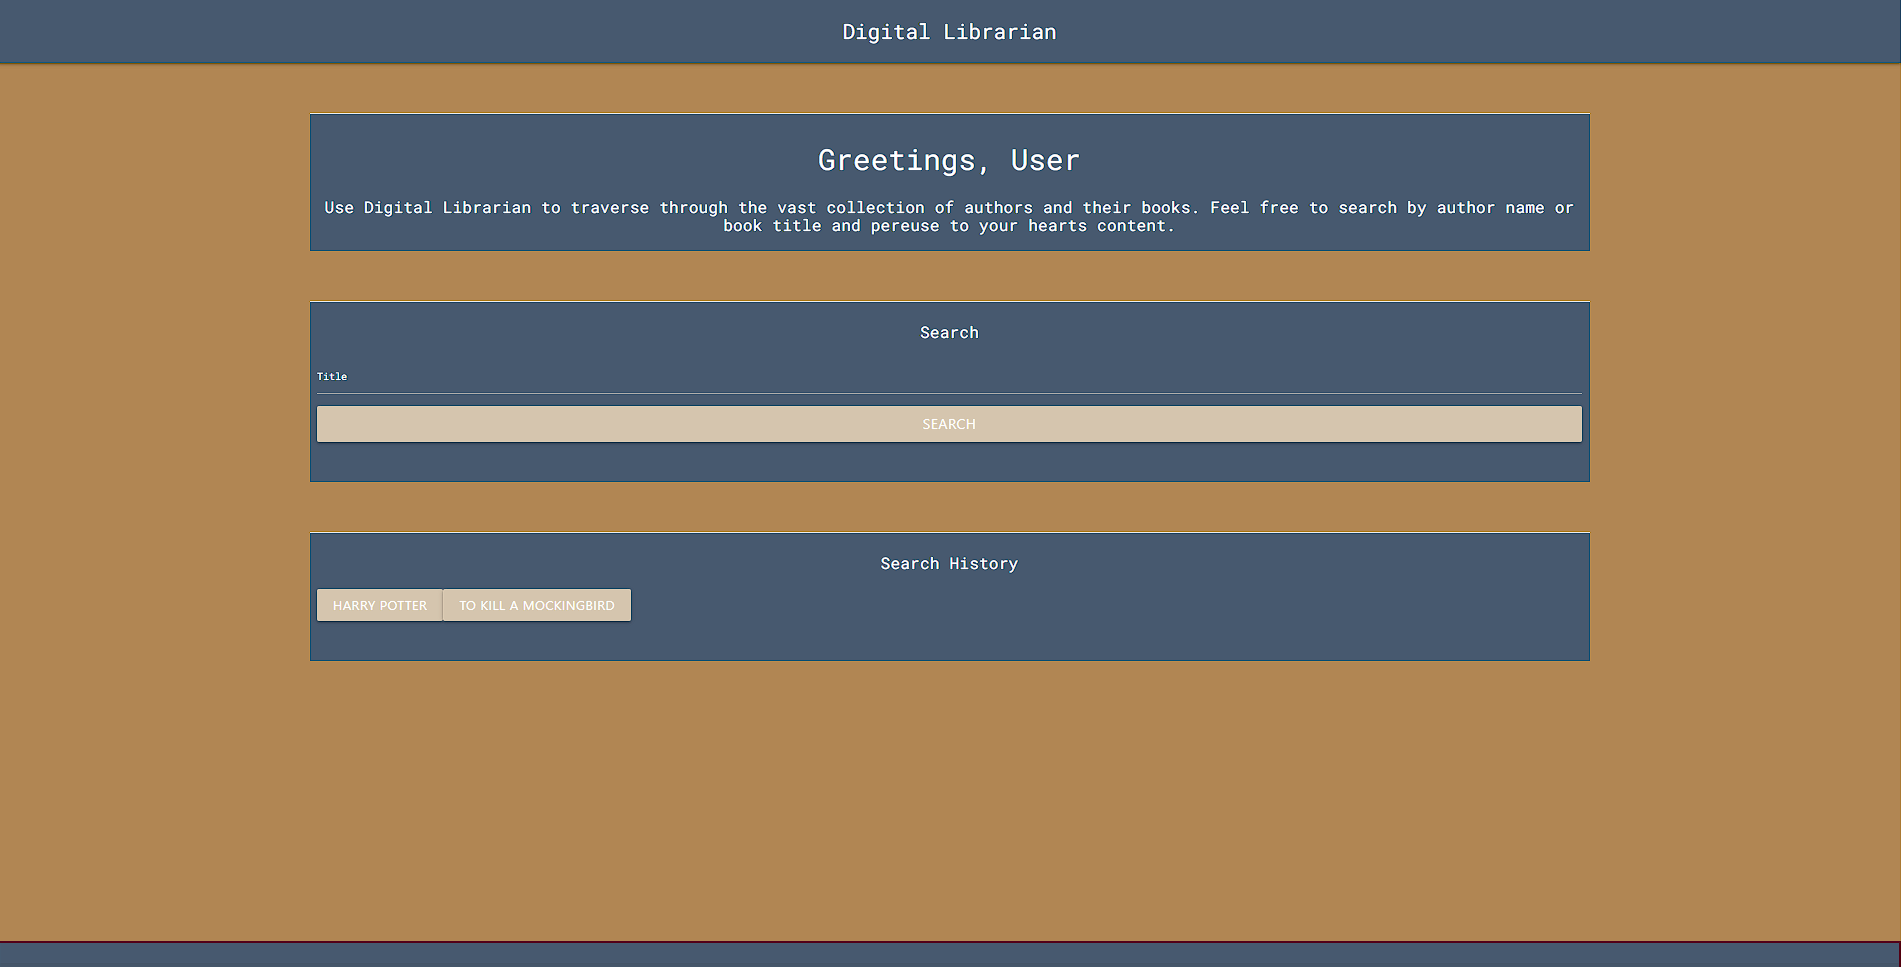 Digital Librarian
Greetings, User
Use Digital Librarian to traverse through the vast collection of authors and their books. Feel free to search by author name or
book title and pereuse to your hearts content.
Search
Title
SEARCH
Search History
HARRY POTTER TO KILL A MOCKINGBIRD